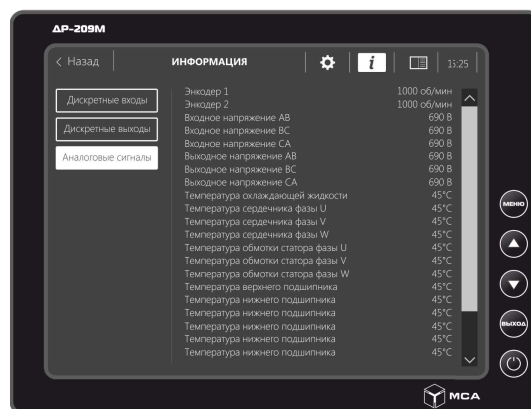 ΔР-209М
< Назад
ИНФОРМАЦИЯ
i
15:25
Дискретные входы
Дискретные выходы
Аналоговые сигналы
Энкодер 1 1000 об/мин
Энкодер 2 1000 об/мин
Входное напряжение AB 690 В
Входное напряжение BC 690 В
Входное напряжение CA 690 В
Выходное напряжение AB 690 В
Выходное напряжение BC 690 В
Выходное напряжение CA 690 В
Температура охлаждающей жидкости 45°C
Температура сердечника фазы U 45°C
Температура сердечника фазы V 45°C
Температура сердечника фазы W 45°C
Температура обмотки статора фазы U 45°C
Температура обмотки статора фазы V 45°C
Температура обмотки статора фазы W 45°C
Температура верхнего подшипника 45°C
Температура нижнего подшипника 45°C
Температура нижнего подшипника 45°C
Температура нижнего подшипника 45°C
Температура нижнего подшипника 45°C
Температура нижнего подшипника 45°C
МЕНЮ
ВЫХОД
МСА